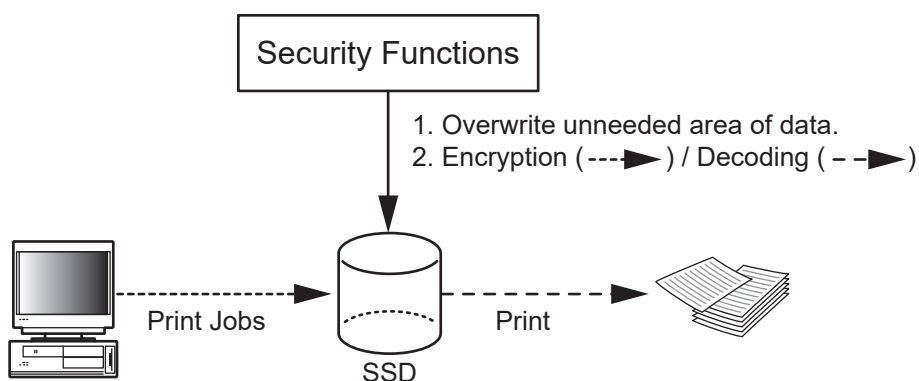 Security Functions
1. Overwrite unneeded area of data.
2. Encryption ( ) / Decoding ( )
Print Jobs
Print
SSD